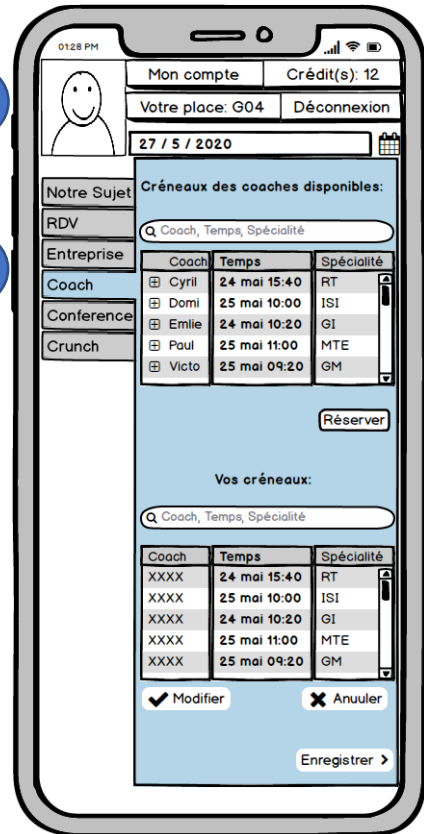 01:28 PM
Mon compte Crédit(s): 12
Votre place: G04 Déconnexion
27 / 5 / 2020
Notre Sujet
RDV
Entreprise
Coach
Conference
Crunch
Créneaux des coaches disponibles:
Coach, Temps, Spécialité
Coach Temps Spécialité
Cyril 24 mai 15:40 RT
Domi 25 mai 10:00 ISI
Emlie 24 mai 10:20 GI
Paul 25 mai 11:00 MTE
Victo 25 mai 09:20 GM
Réserver
Vos créneaux:
Coach, Temps, Spécialité
Coach Temps Spécialité
XXXX 24 mai 15:40 RT
XXXX 25 mai 10:00 ISI
XXXX 24 mai 10:20 GI
XXXX 25 mai 11:00 MTE
XXXX 25 mai 09:20 GM
Modifier Anuuler
Enregistrer